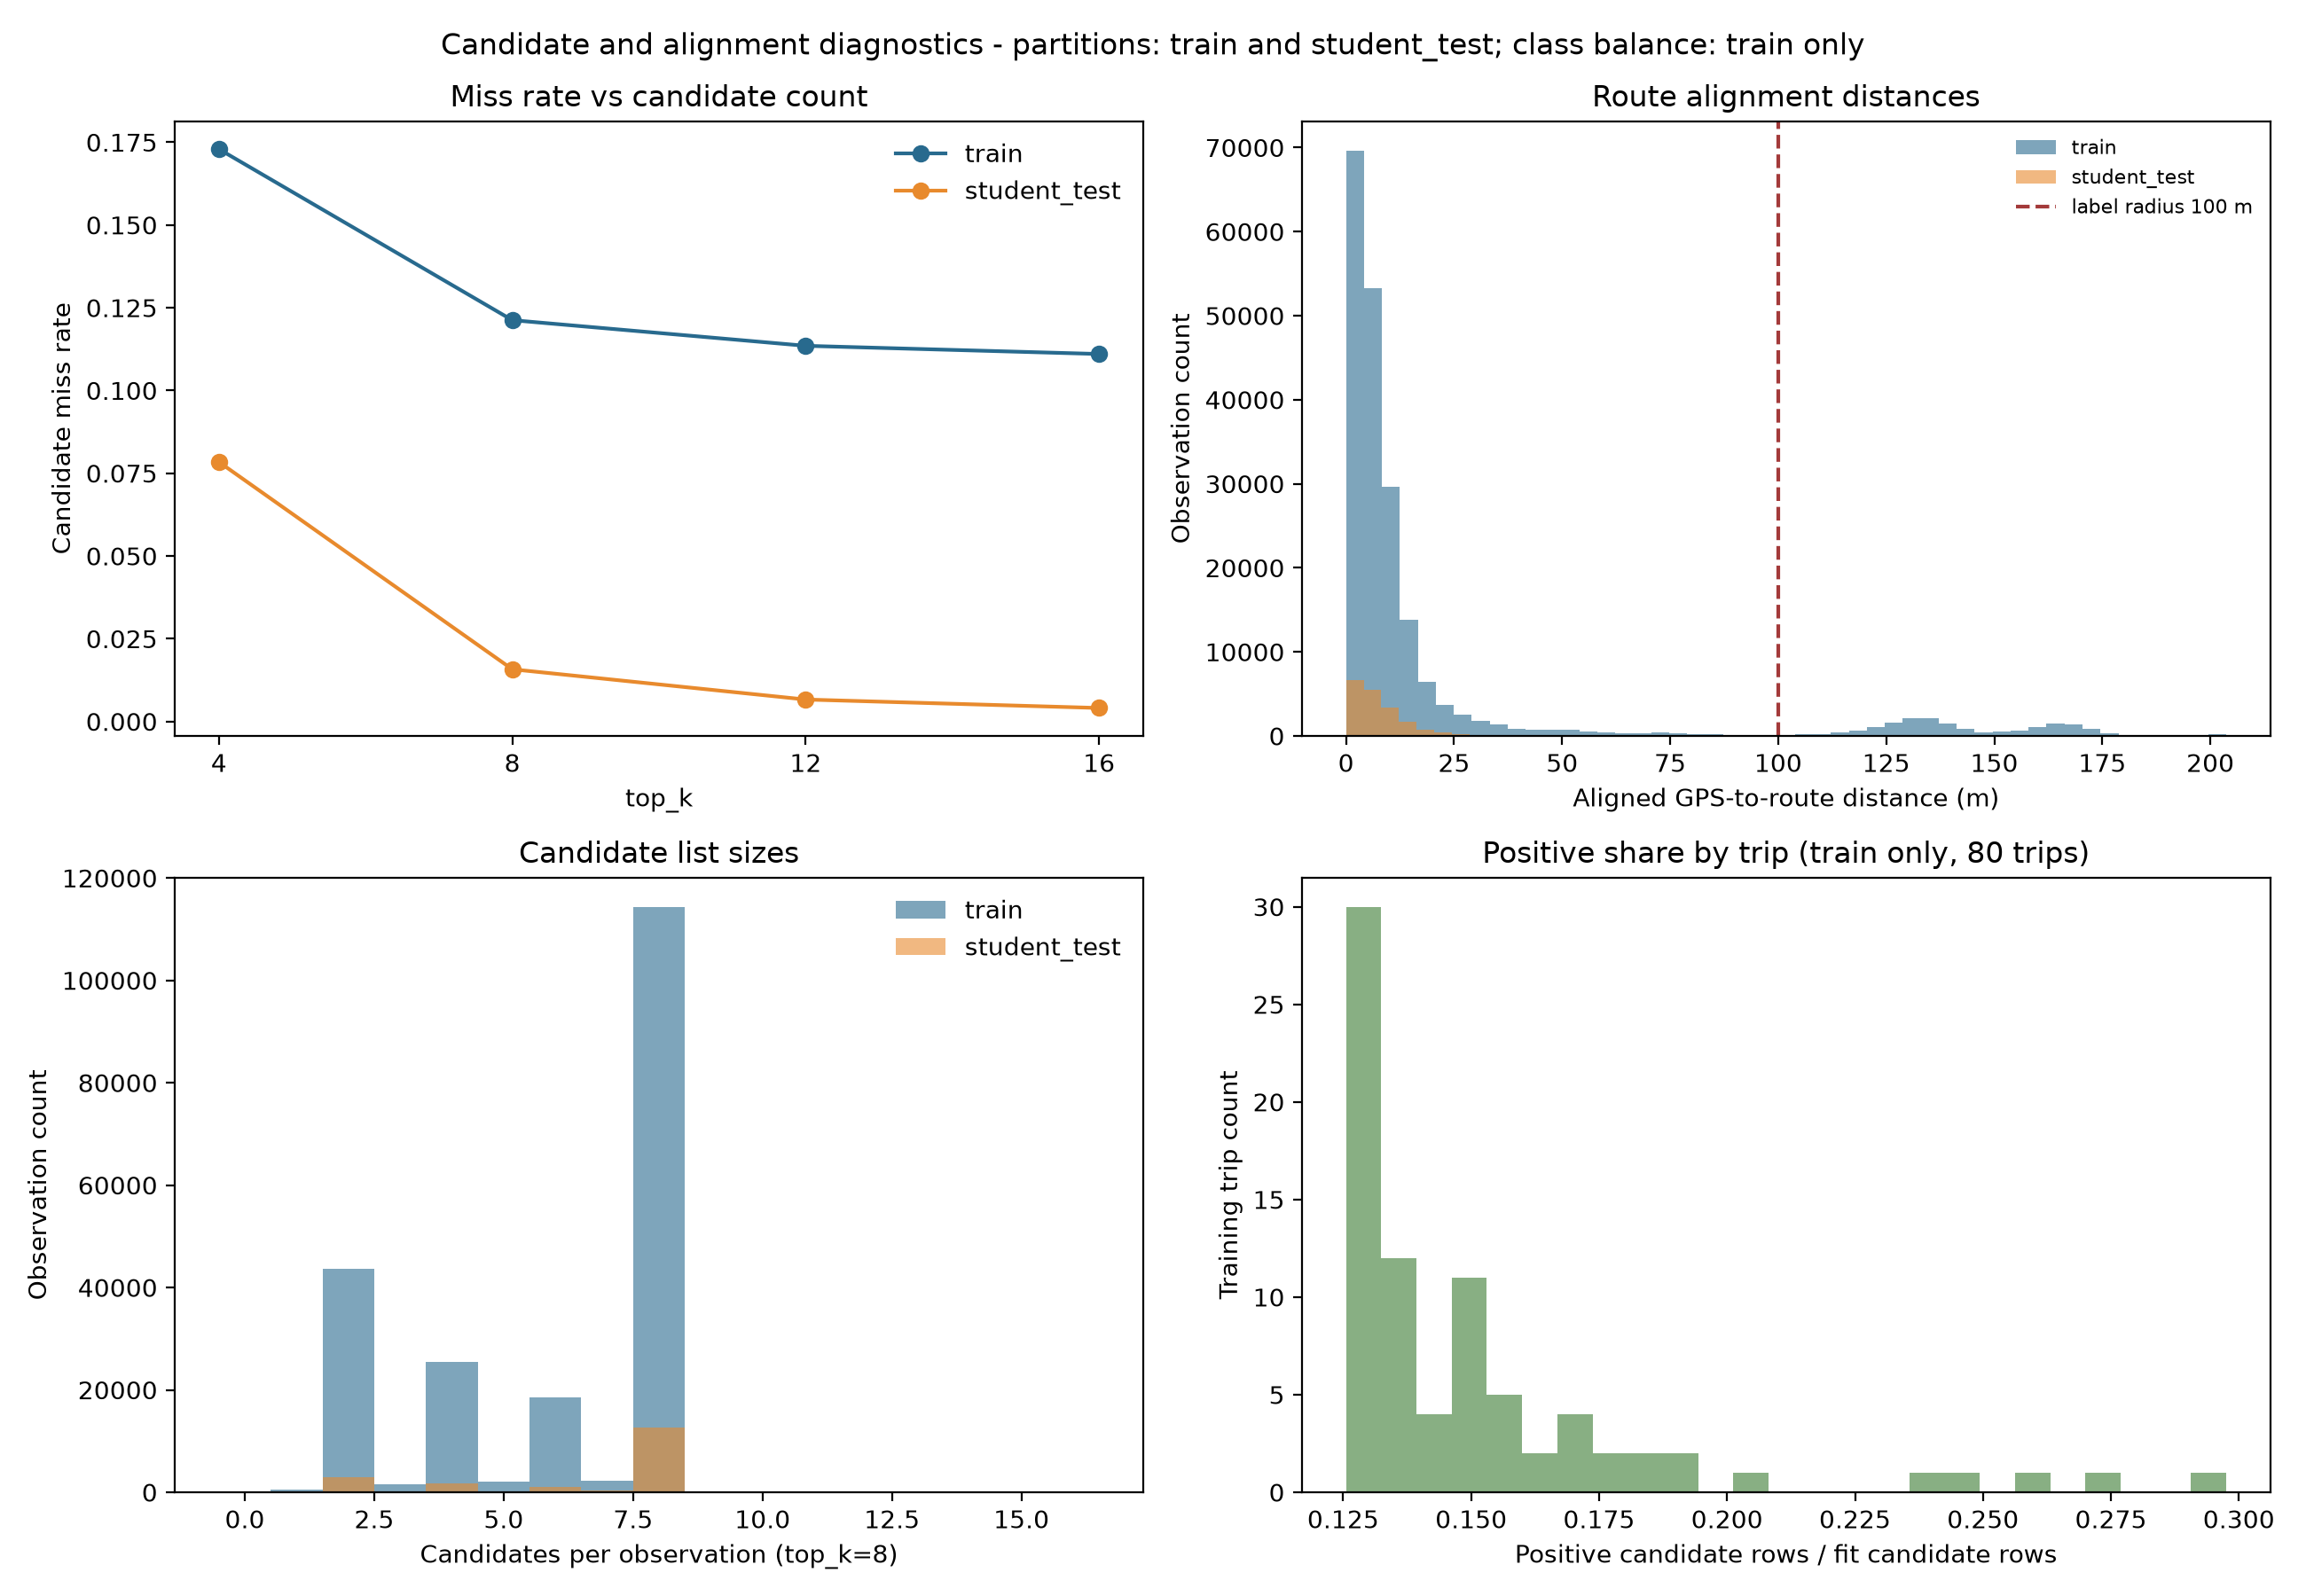 Candidate and alignment diagnostics - partitions: train and student_test; class balance: train only
Miss rate vs candidate count
0.175
0.150
0.125
0.100
0.075
0.050
0.025
0.000
Candidate miss rate
4 8 12 16
top_k
train
student_test
Route alignment distances
70000
60000
50000
40000
30000
20000
10000
0
Observation count
0 25 50 75 100 125 150 175 200
Aligned GPS-to-route distance (m)
train
student_test
label radius 100 m
Candidate list sizes
120000
100000
80000
60000
40000
20000
0
Observation count
0.0 2.5 5.0 7.5 10.0 12.5 15.0
Candidates per observation (top_k=8)
train
student_test
Positive share by trip (train only, 80 trips)
30
25
20
15
10
5
0
Training trip count
0.125 0.150 0.175 0.200 0.225 0.250 0.275 0.300
Positive candidate rows / fit candidate rows